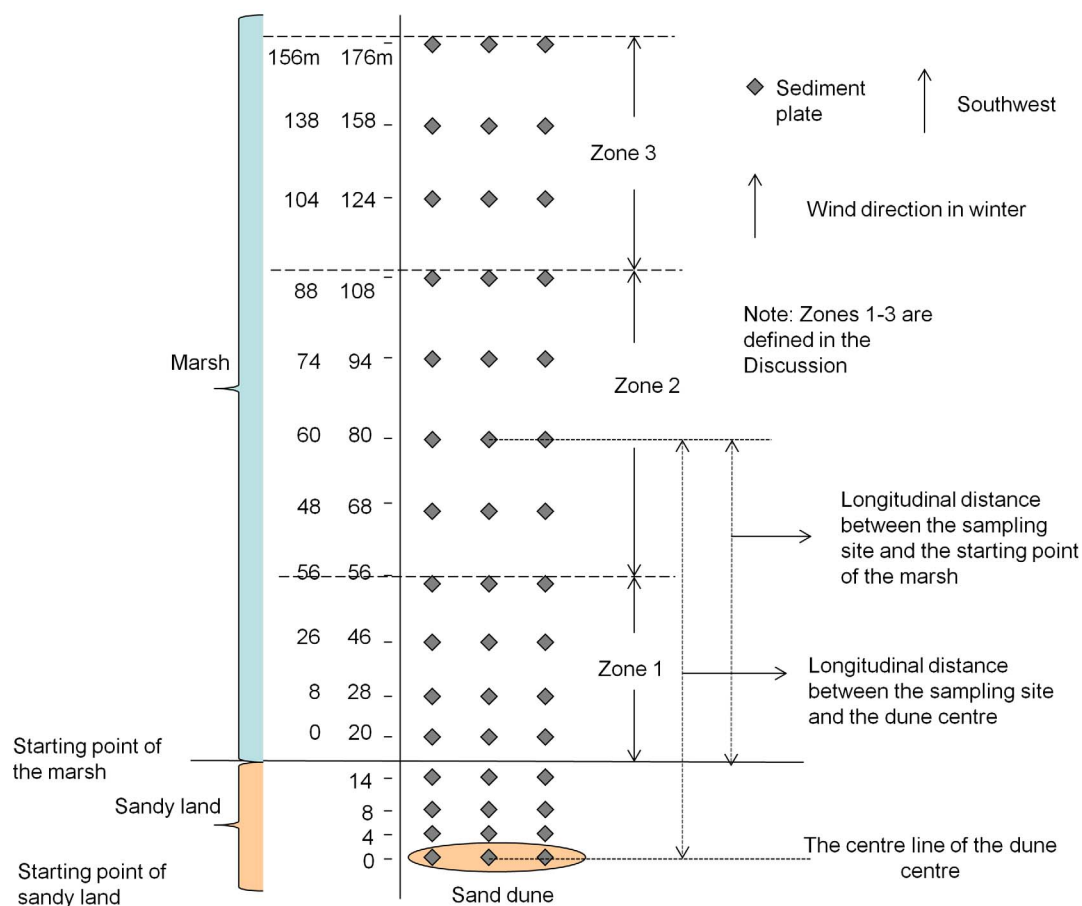 156m 176m
138 158
104 124
88 108
74 94
60 80
48 68
56 56
26 46
8 28
0 20
14
8
4
0
Marsh
Starting point of
the marsh
Sandy land
Starting point of
sandy land
Sand dune
Zone 3
Zone 2
Zone 1
Sediment
plate
Southwest
Wind direction in winter
Note: Zones 1-3 are
defined in the
Discussion
Longitudinal distance
between the sampling
site and the starting point
of the marsh
Longitudinal distance
between the sampling site
and the dune centre
The centre line of the dune
centre